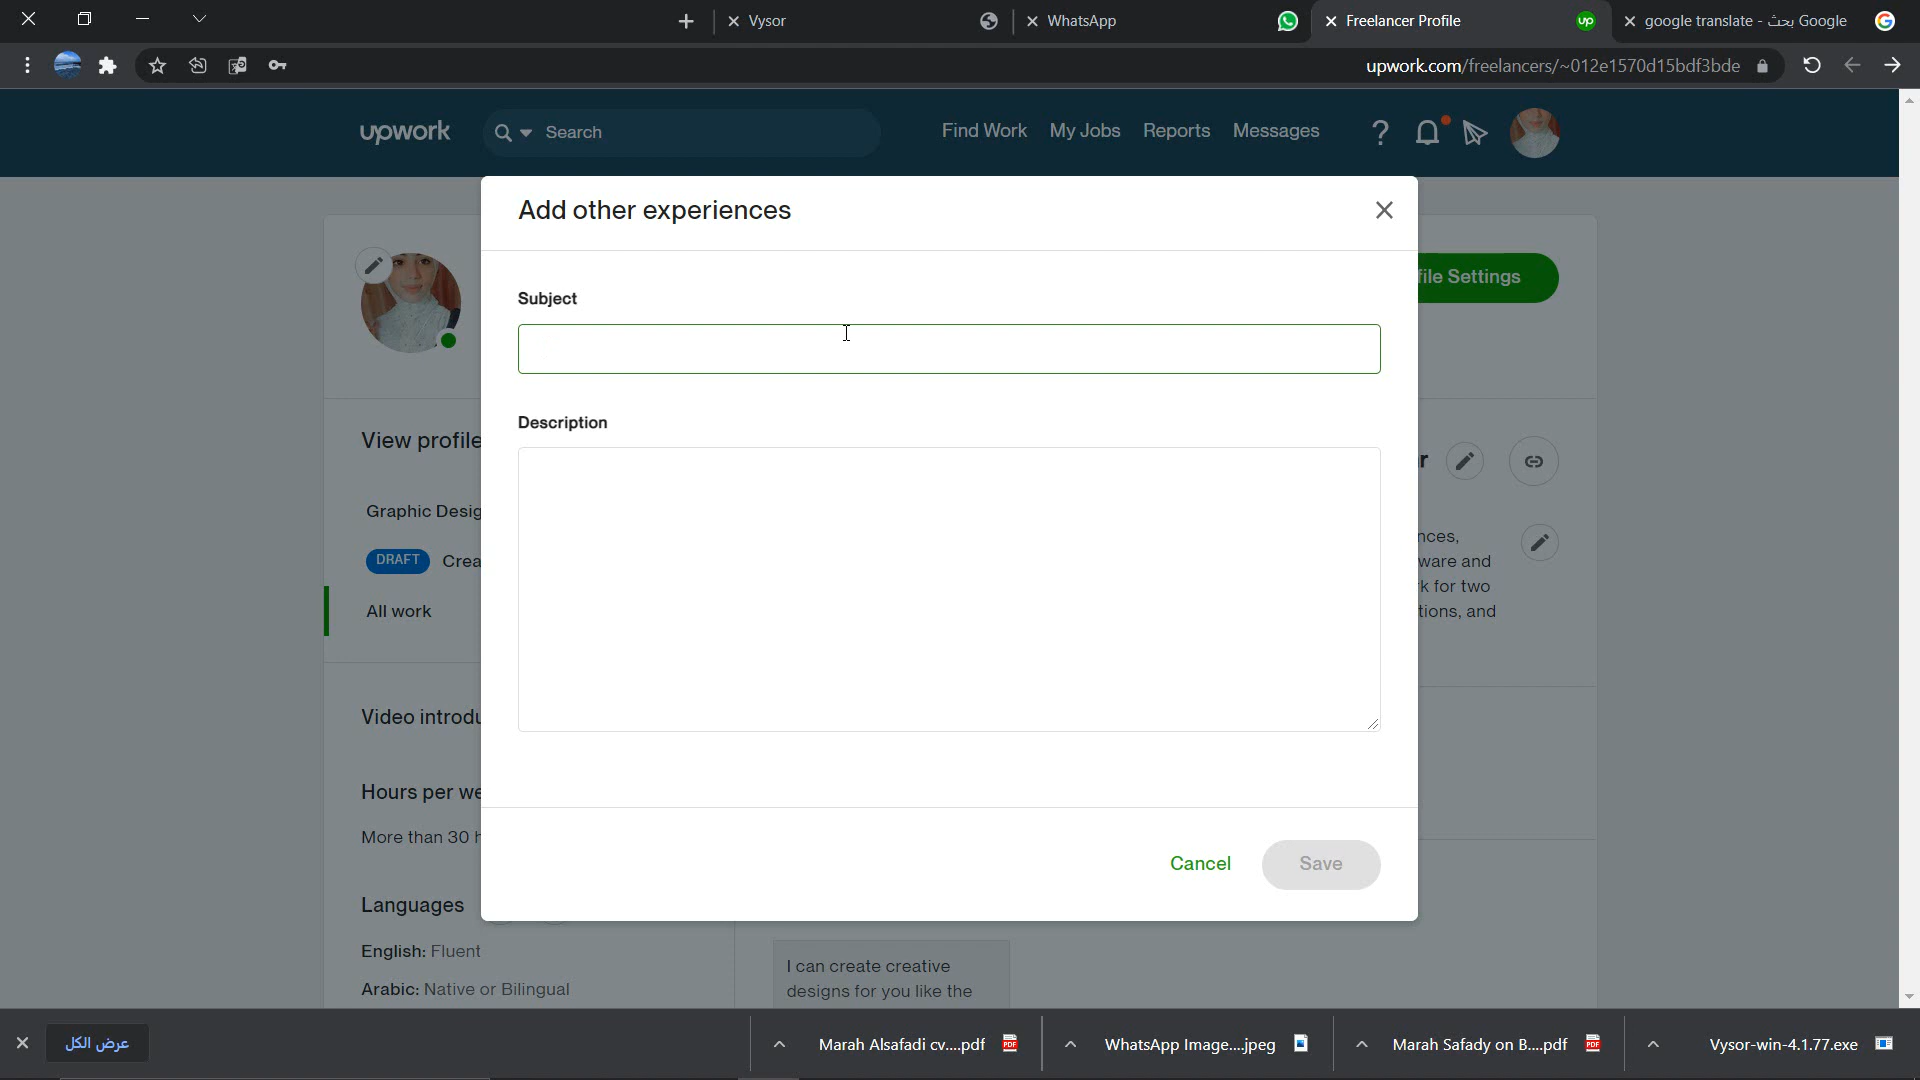 Vysor
WhatsApp
Freelancer Profile
google translate - بحث Google
upwork.com/freelancers/~012e1570d15bdf3bde
upwork
Search
Find Work
My Jobs
Reports
Messages
Add other experiences
file Settings
Subject
Description
View profile
r
Graphic Desig
nces,
DRAFT Crea
ware and
k for two
All work
tions, and
Video introdu
Hours per we
More than 30 h
Cancel
Save
Languages
English: Fluent
Arabic: Native or Bilingual
I can create creative
designs for you like the
عرض الكل
Marah Alsafadi cv....pdf
WhatsApp Image....jpeg
Marah Safady on B....pdf
Vysor-win-4.1.77.exe